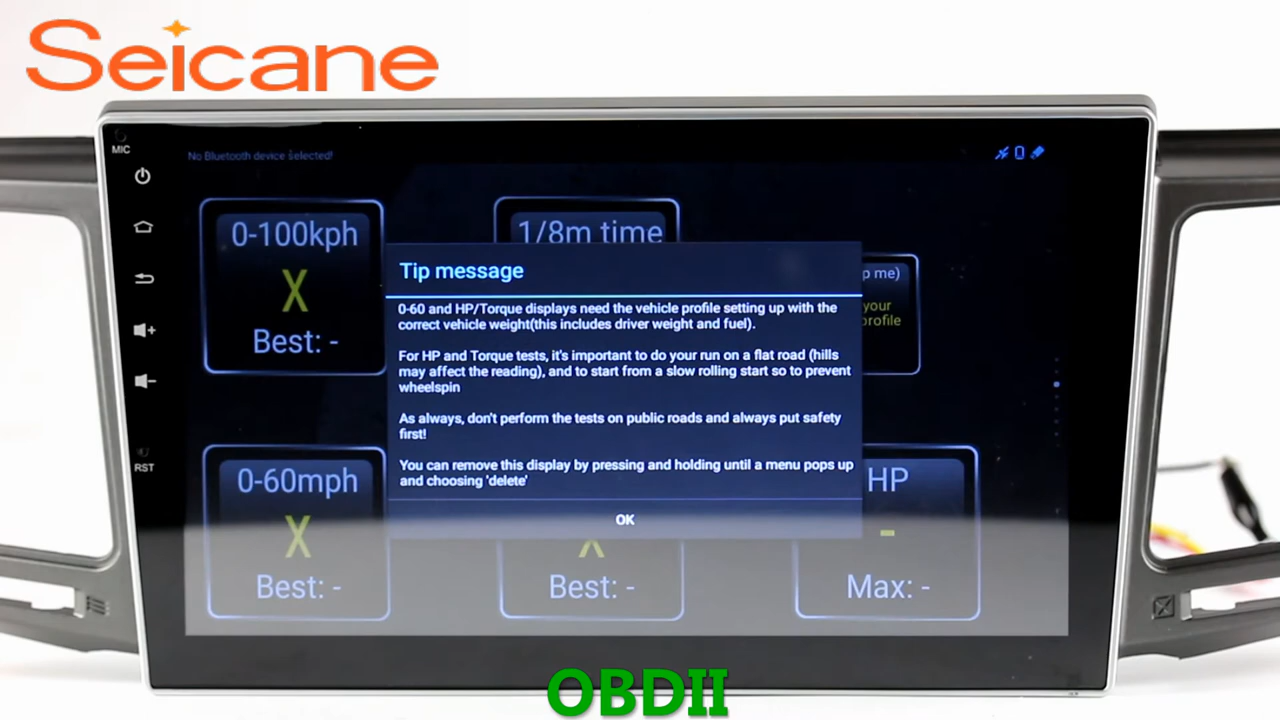 Seicane
MIC
No Bluetooth device selected!
0-100kph
X
Best: -
1/8m time
p me)
your
rofile
Tip message
0-60 and HP/Torque displays need the vehicle profile setting up with the
correct vehicle weight(this includes driver weight and fuel).
For HP and Torque tests, it's important to do your run on a flat road (hills
may affect the reading), and to start from a slow rolling start so to prevent
wheelspin
As always, don't perform the tests on public roads and always put safety
first!
You can remove this display by pressing and holding until a menu pops up
and choosing 'delete'
OK
RST
0-60mph
X
Best: -
X
Best: -
HP
-
Max: -
OBDII